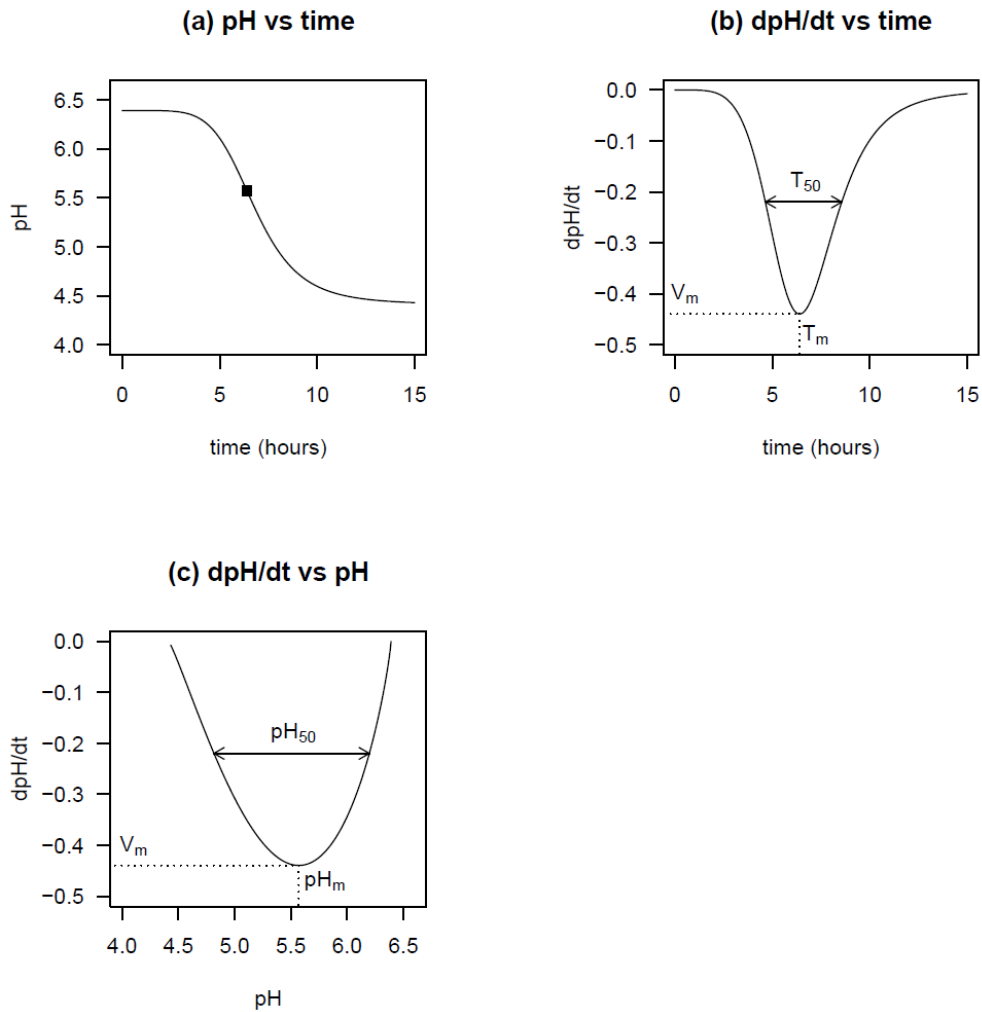 (a) pH vs time
6.5
6.0
5.5
5.0
4.5
4.0
pH
0 5 10 15
time (hours)
(b) dpH/dt vs time
0.0
−0.1
−0.2
−0.3
−0.4
−0.5
dpH/dt
T50
Vm
Tm
0 5 10 15
time (hours)
(c) dpH/dt vs pH
0.0
−0.1
−0.2
−0.3
−0.4
−0.5
dpH/dt
pH50
Vm
pHm
4.0 4.5 5.0 5.5 6.0 6.5
pH